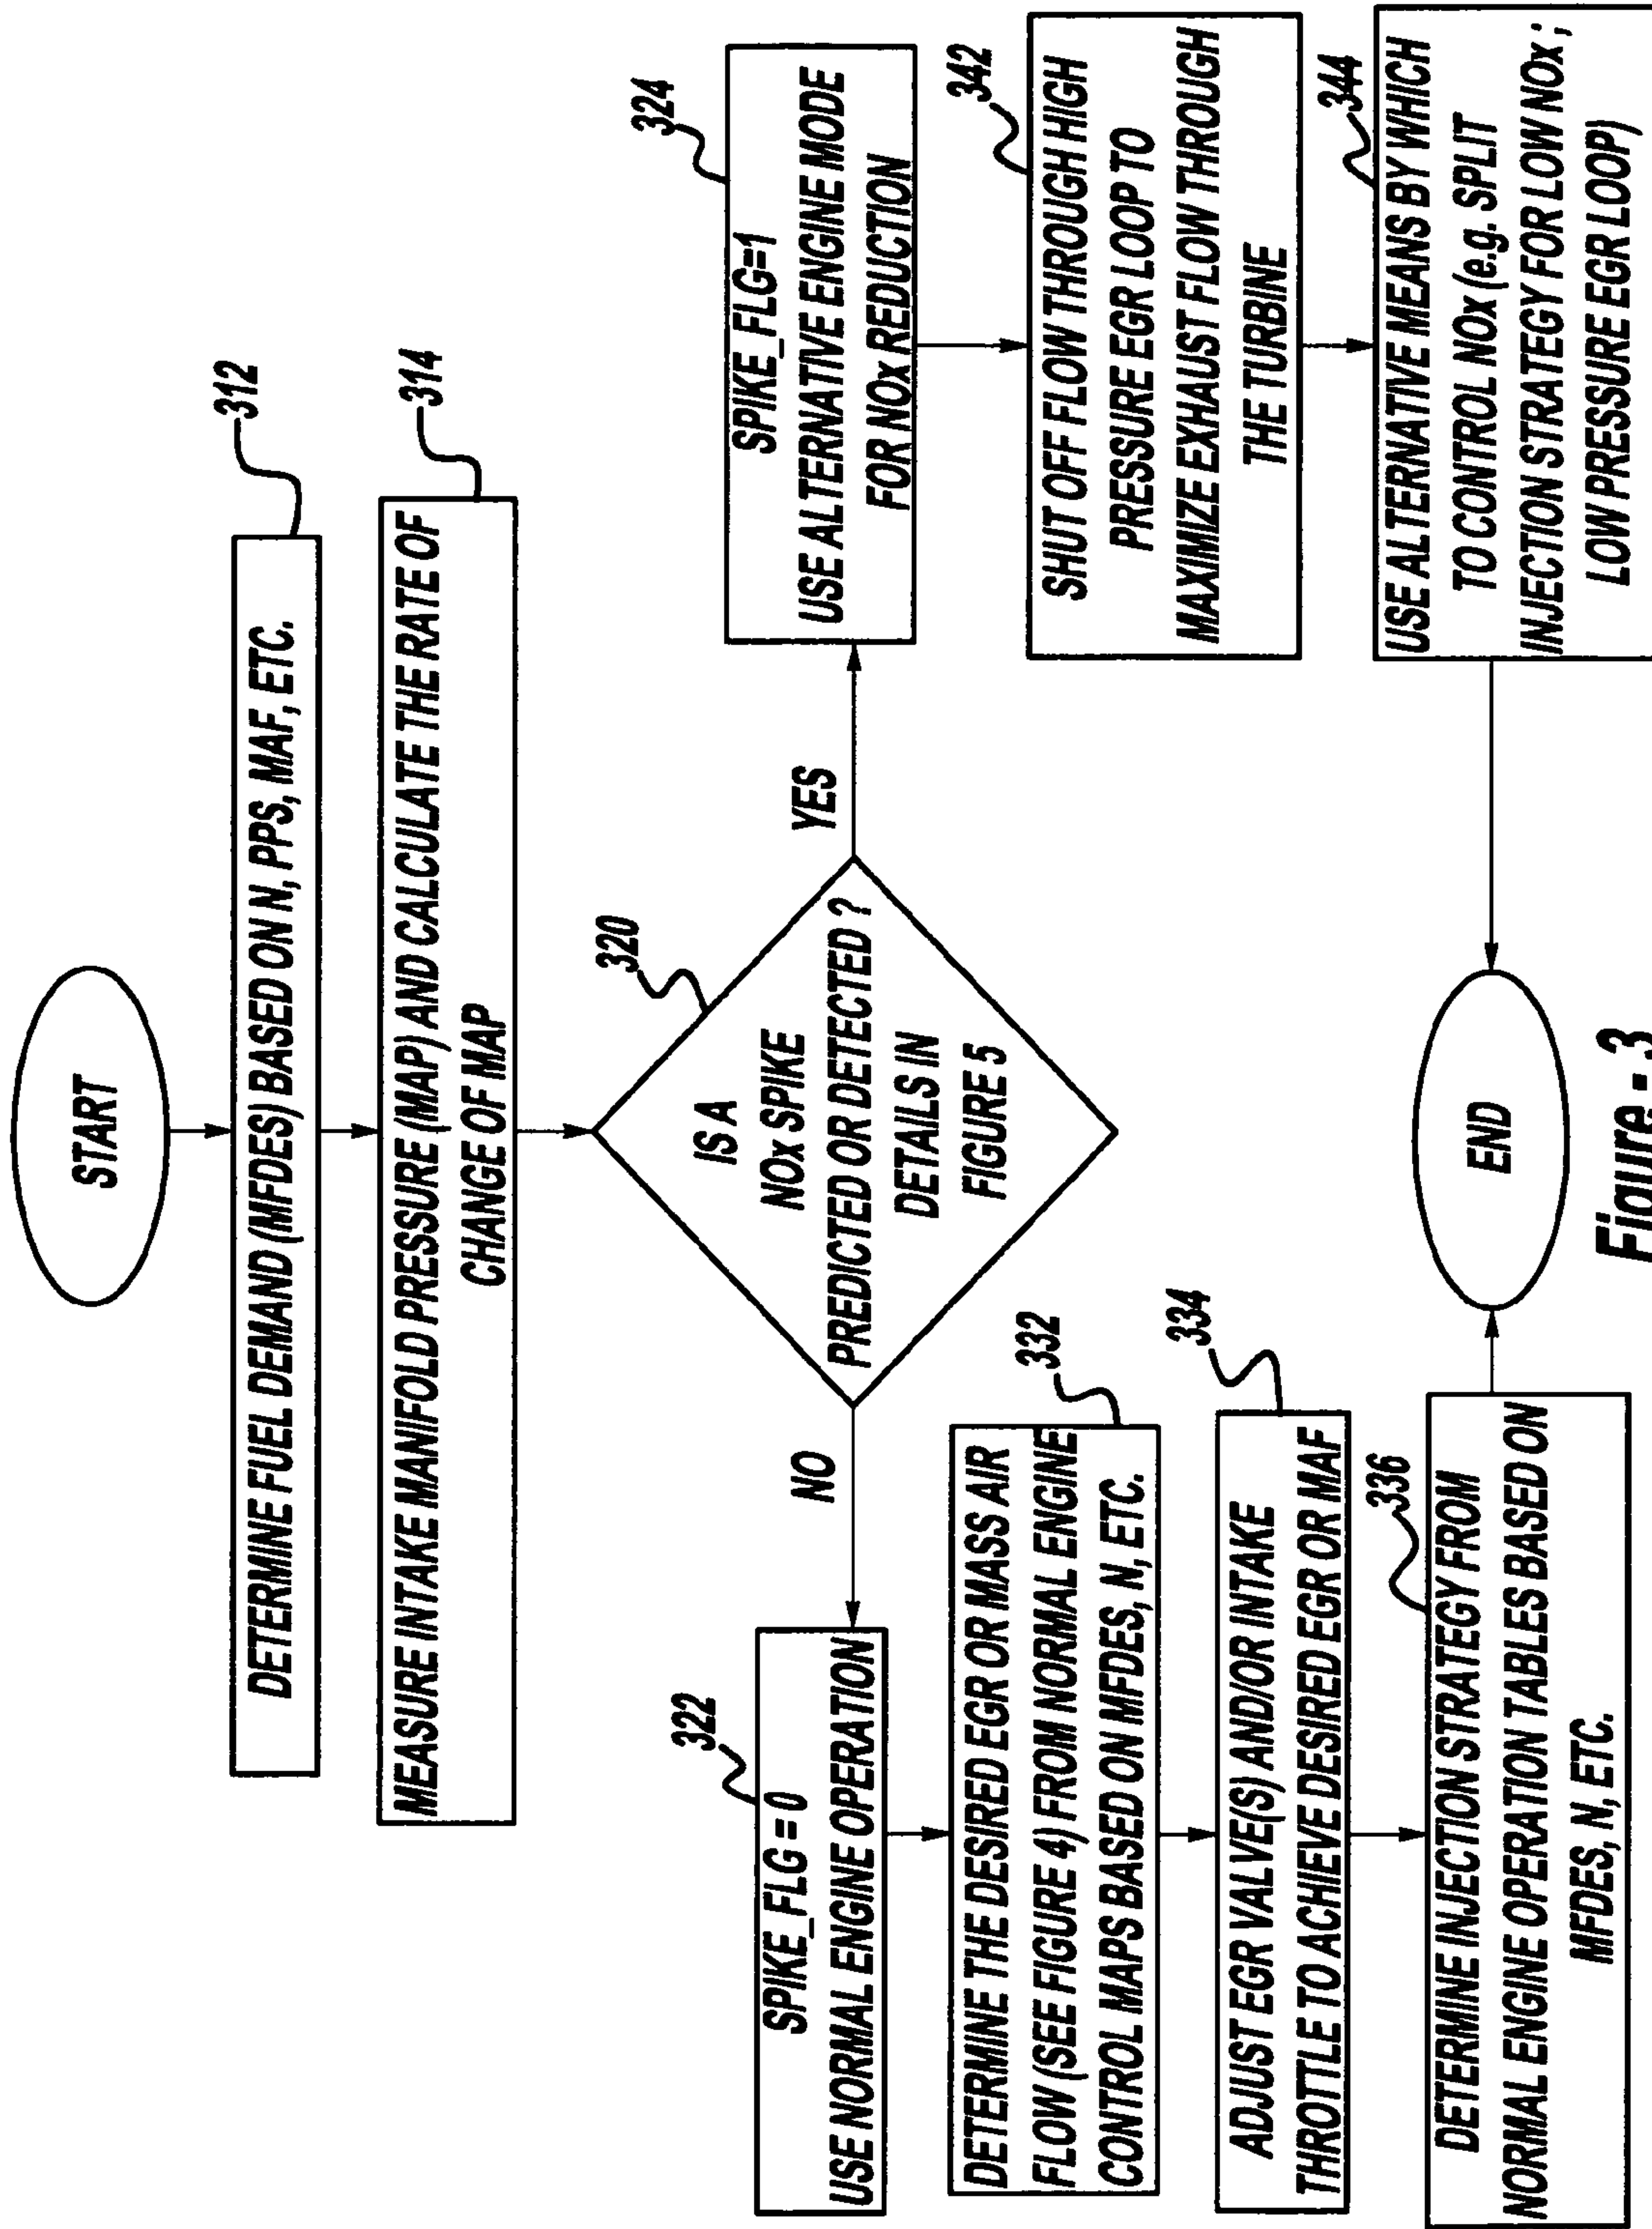 START
312
DETERMINE FUEL DEMAND (MFDES) BASED ON N, PPS, MAF, ETC.
314
MEASURE INTAKE MANIFOLD PRESSURE (MAP) AND CALCULATE THE RATE OF
CHANGE OF MAP
320
IS A
NOx SPIKE
PREDICTED OR DETECTED ?
DETAILS IN
FIGURE 5
NO
YES
322
SPIKE_FLG = 0
USE NORMAL ENGINE OPERATION
332
DETERMINE THE DESIRED EGR OR MASS AIR
FLOW (SEE FIGURE 4) FROM NORMAL ENGINE
CONTROL MAPS BASED ON MFDES, N, ETC.
334
ADJUST EGR VALVE(S) AND/OR INTAKE
THROTTLE TO ACHIEVE DESIRED EGR OR MAF
336
DETERMINE INJECTION STRATEGY FROM
NORMAL ENGINE OPERATION TABLES BASED ON
MFDES, N, ETC.
324
SPIKE_FLG=1
USE ALTERNATIVE ENGINE MODE
FOR NOx REDUCTION
342
SHUT OFF FLOW THROUGH HIGH
PRESSURE EGR LOOP TO
MAXIMIZE EXHAUST FLOW THROUGH
THE TURBINE
344
USE ALTERNATIVE MEANS BY WHICH
TO CONTROL NOx (e.g. SPLIT
INJECTION STRATEGY FOR LOW NOx ;
LOW PRESSURE EGR LOOP)
END
Figure - 3